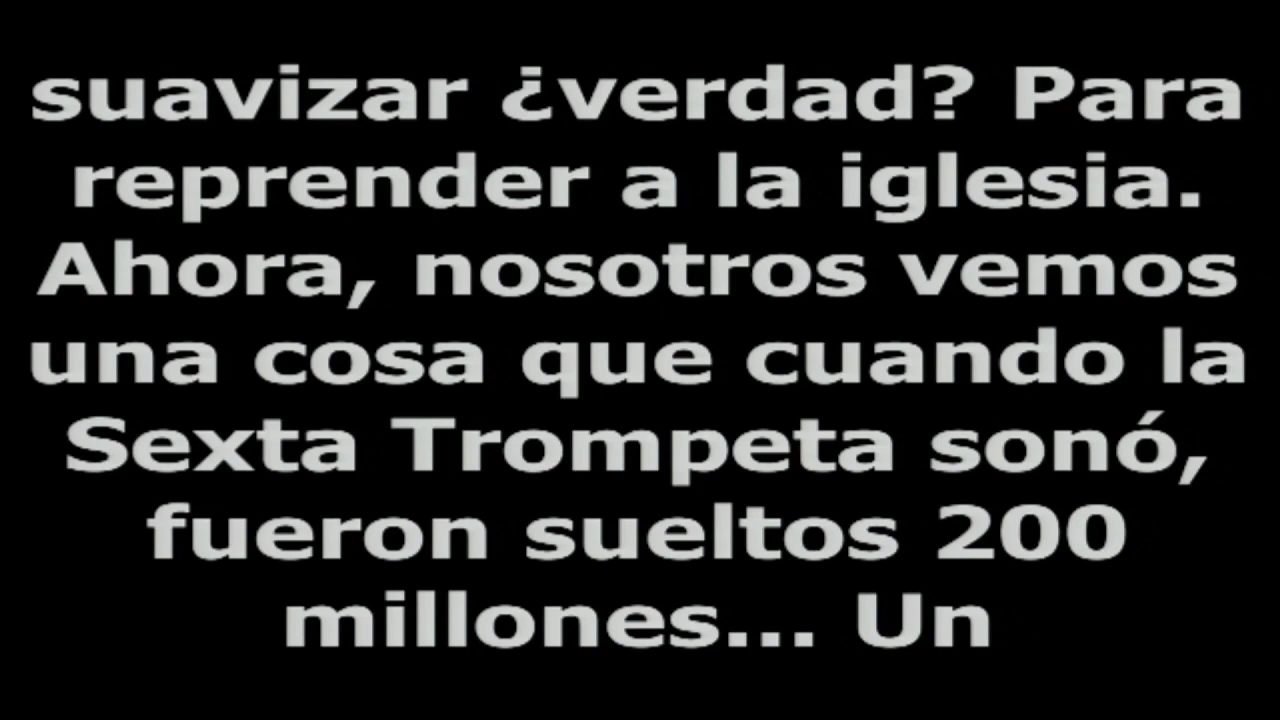 suavizar ¿verdad? Para
reprender a la iglesia.
Ahora, nosotros vemos
una cosa que cuando la
Sexta Trompeta sonó,
fueron sueltos 200
millones... Un